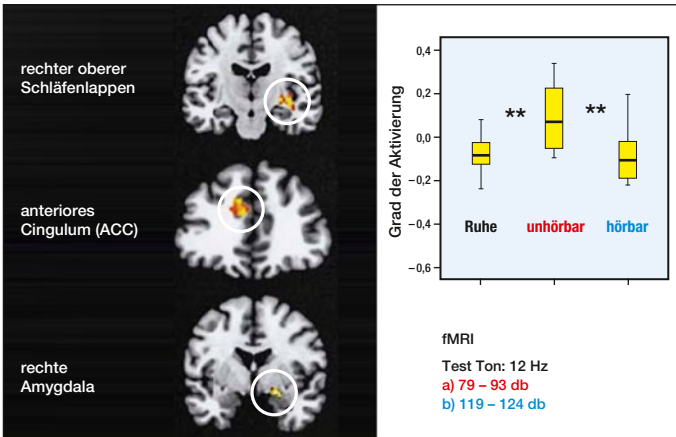 rechter oberer
Schläfenlappen
anteriores
Cingulum (ACC)
rechte
Amygdala
Grad der Aktivierung
0,4
0,2
0,0
–0,2
–0,4
–0,6
**
**
Ruhe
unhörbar
hörbar
fMRI
Test Ton: 12 Hz
a) 79 – 93 db
b) 119 – 124 db